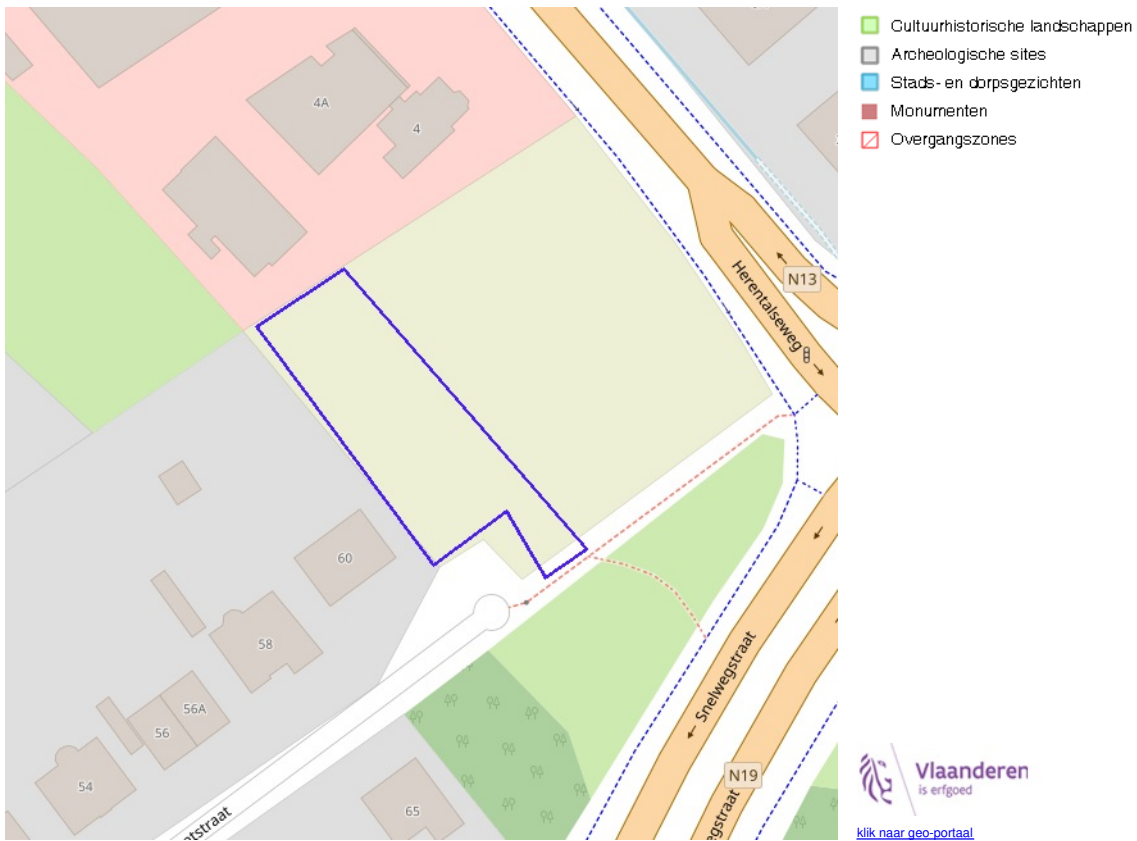 4A
4
N13
Herentalseweg
60
58
56A
56
54
65
Snelwegstraat
N19
Cultuurhistorische landschappen
Archeologische sites
Stads- en dorpsgezichten
Monumenten
Overgangszones
Vlaanderen
is erfgoed
klik naar geo-portaal